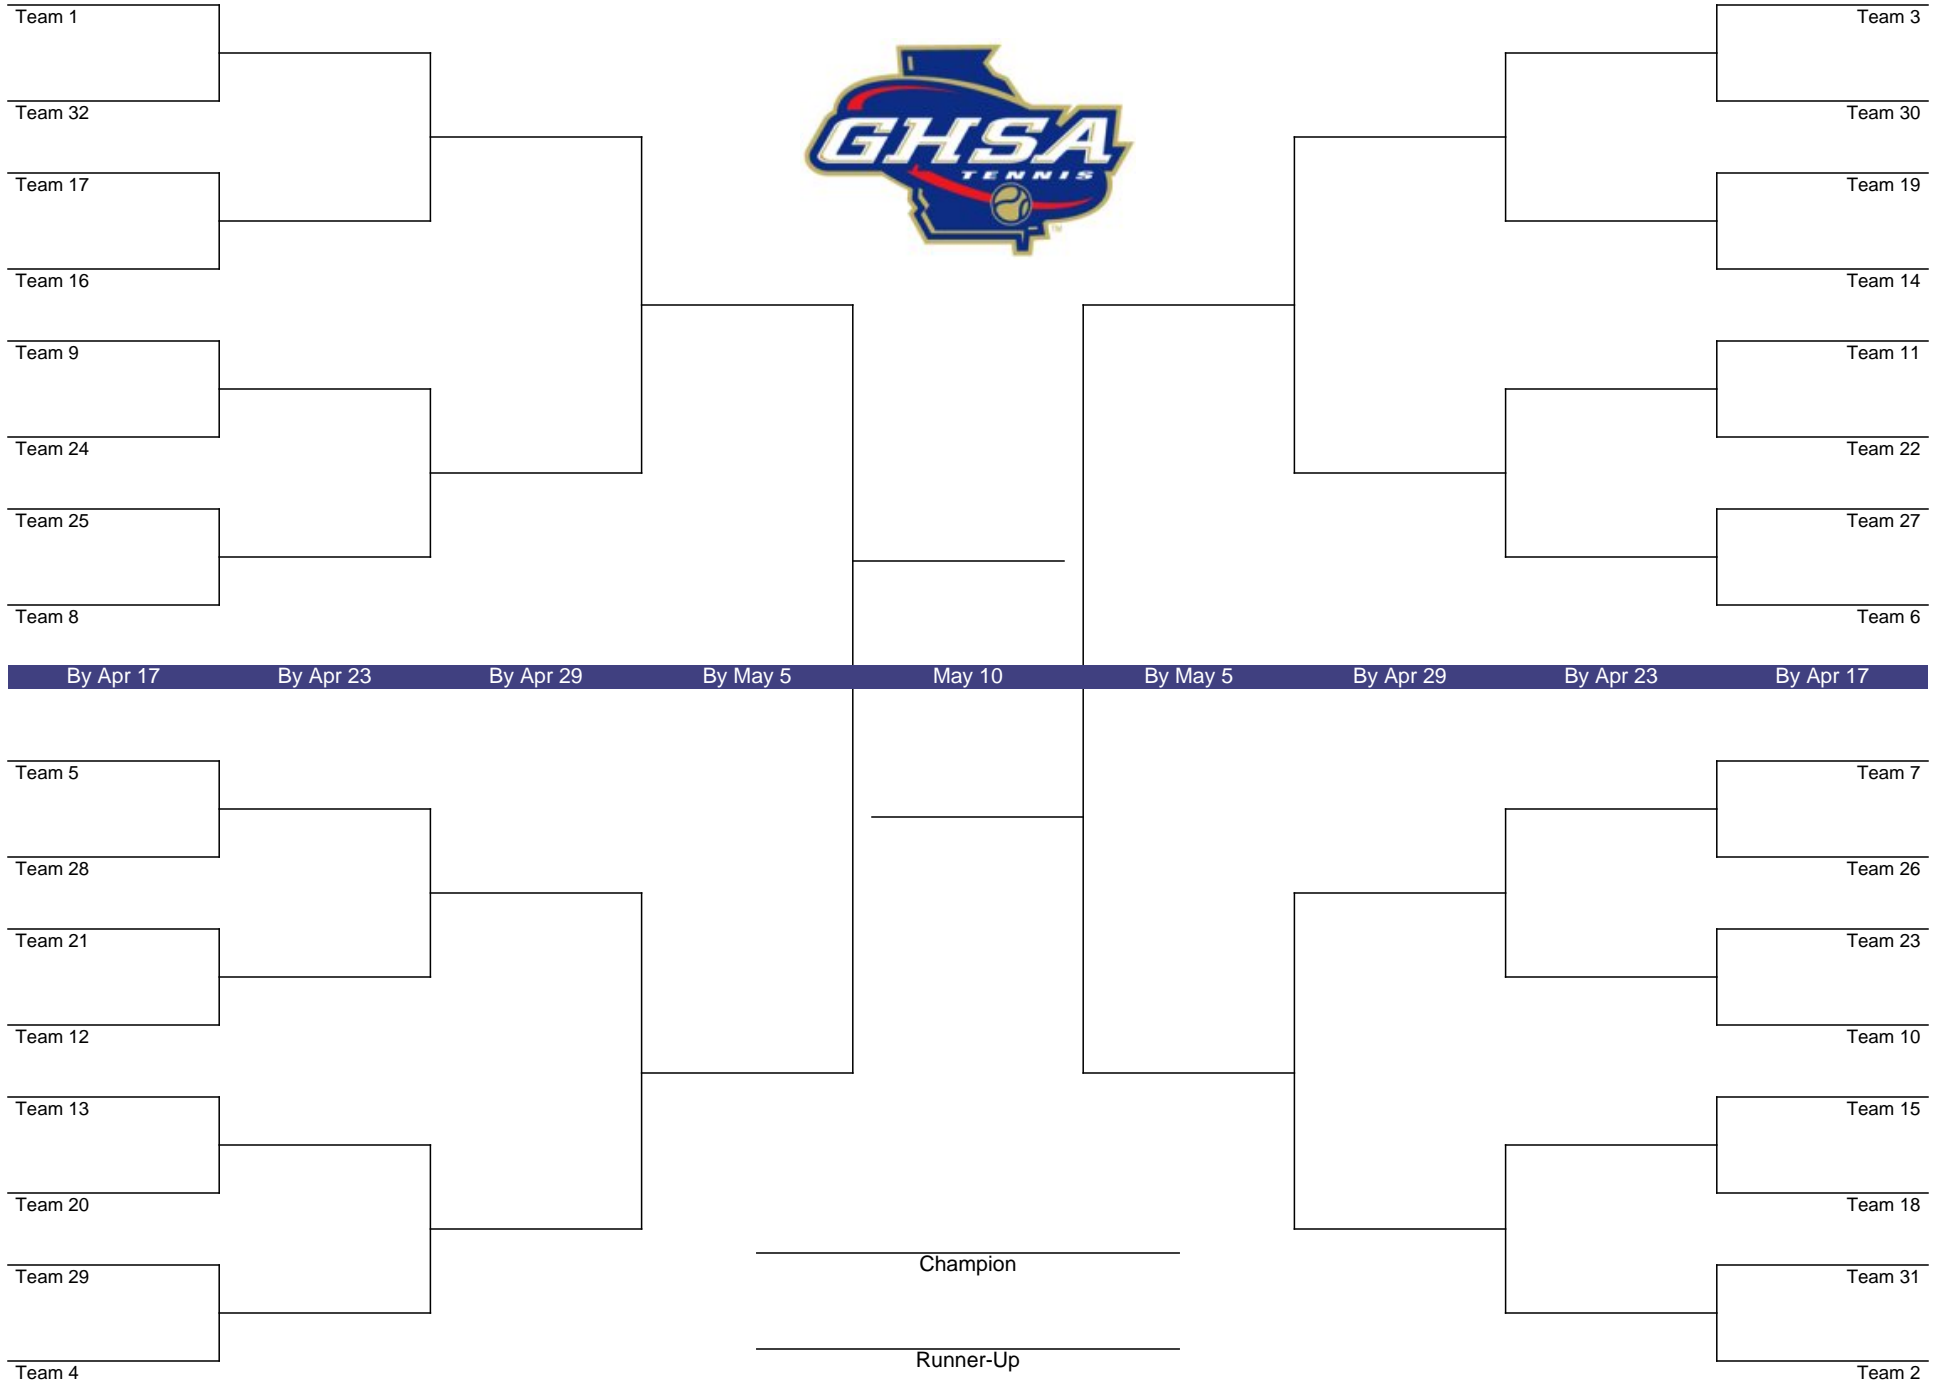 Team 1
Team 3
Team 32
Team 30
GHSA
TENNIS
Team 17
Team 19
TM
Team 16
Team 14
Team 9
Team 11
Team 24
Team 22
Team 25
Team 27
Team 8
Team 6
By Apr 17 By Apr 23 By Apr 29 By May 5 May 10 By May 5 By Apr 29 By Apr 23 By Apr 17
Team 5
Team 7
Team 28
Team 26
Team 21
Team 23
Team 12
Team 10
Team 13
Team 15
Team 20
Team 18
Champion
Team 29
Team 31
Runner-Up
Team 4
Team 2